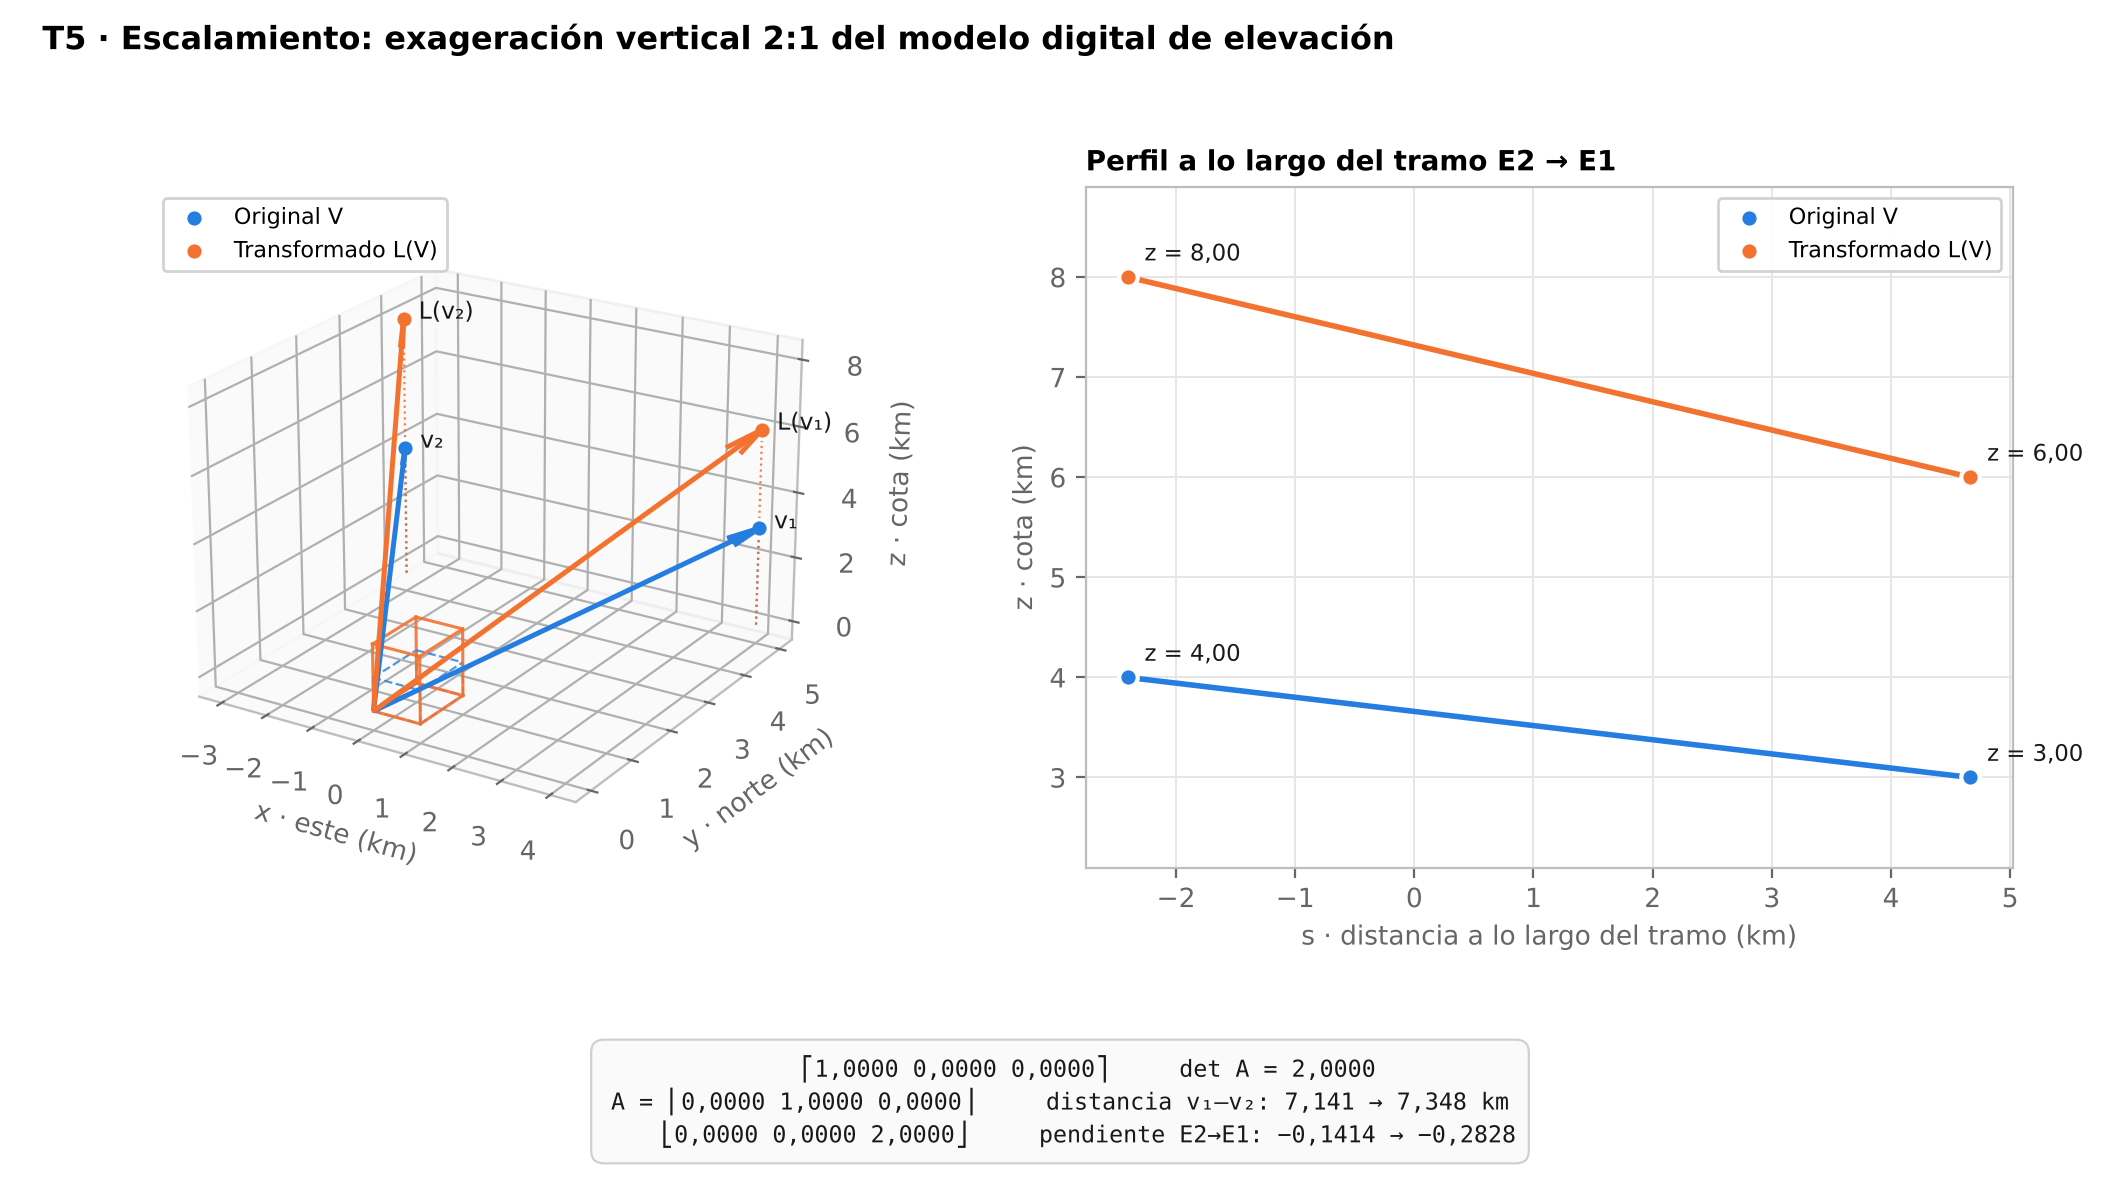 T5 · Escalamiento: exageración vertical 2:1 del modelo digital de elevación
Original V
Transformado L(V)
L(v₂)
v₂
L(v₁)
v₁
8
6
4
2
0
z · cota (km)
−3
−2
−1
0
1
2
3
4
x · este (km)
0
1
2
3
4
5
y · norte (km)
Perfil a lo largo del tramo E2 → E1
Original V
Transformado L(V)
z = 8,00
z = 6,00
z = 4,00
z = 3,00
8
7
6
5
4
3
z · cota (km)
−2
−1
0
1
2
3
4
5
s · distancia a lo largo del tramo (km)
⎡1,0000 0,0000 0,0000⎤ det A = 2,0000
A = ⎢0,0000 1,0000 0,0000⎥ distancia v₁–v₂: 7,141 → 7,348 km
⎣0,0000 0,0000 2,0000⎦ pendiente E2→E1: −0,1414 → −0,2828